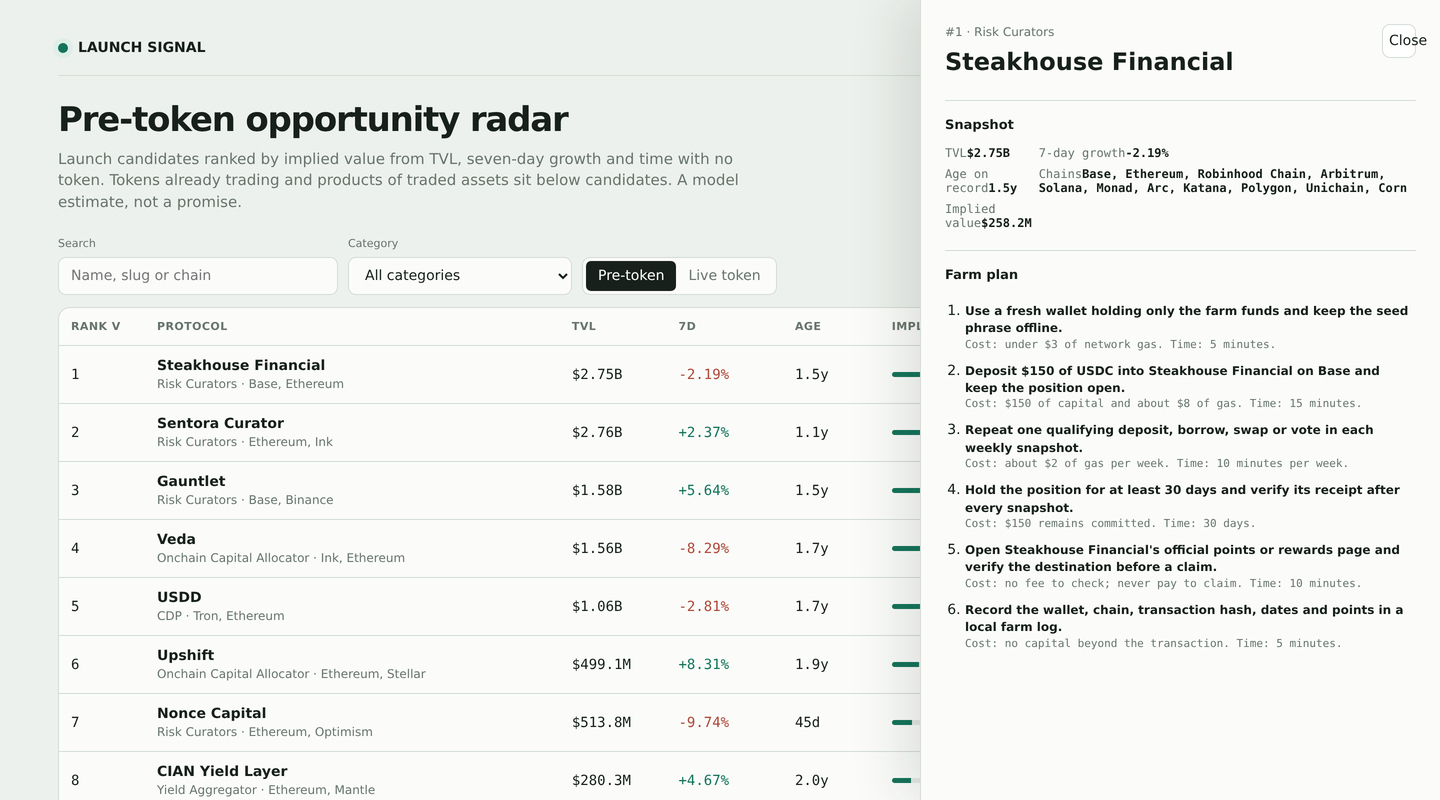 LAUNCH SIGNAL
Pre-token opportunity radar
Launch candidates ranked by implied value from TVL, seven-day growth and time with no
token. Tokens already trading and products of traded assets sit below candidates. A model
estimate, not a promise.
Search
Category
Name, slug or chain
All categories
Pre-token
Live token
RANK V PROTOCOL TVL 7D AGE IMPL
1 Steakhouse Financial $2.75B -2.19% 1.5y
Risk Curators · Base, Ethereum
2 Sentora Curator $2.76B +2.37% 1.1y
Risk Curators · Ethereum, Ink
3 Gauntlet $1.58B +5.64% 1.5y
Risk Curators · Base, Binance
4 Veda $1.56B -8.29% 1.7y
Onchain Capital Allocator · Ink, Ethereum
5 USDD $1.06B -2.81% 1.7y
CDP · Tron, Ethereum
6 Upshift $499.1M +8.31% 1.9y
Onchain Capital Allocator · Ethereum, Stellar
7 Nonce Capital $513.8M -9.74% 45d
Risk Curators · Ethereum, Optimism
8 CIAN Yield Layer $280.3M +4.67% 2.0y
Yield Aggregator · Ethereum, Mantle
#1 · Risk Curators
Close
Steakhouse Financial
Snapshot
TVL$2.75B 7-day growth-2.19%
Age on
record1.5y
ChainsBase, Ethereum, Robinhood Chain, Arbitrum,
Solana, Monad, Arc, Katana, Polygon, Unichain, Corn
Implied
value$258.2M
Farm plan
1. Use a fresh wallet holding only the farm funds and keep the seed
phrase offline.
Cost: under $3 of network gas. Time: 5 minutes.
2. Deposit $150 of USDC into Steakhouse Financial on Base and
keep the position open.
Cost: $150 of capital and about $8 of gas. Time: 15 minutes.
3. Repeat one qualifying deposit, borrow, swap or vote in each
weekly snapshot.
Cost: about $2 of gas per week. Time: 10 minutes per week.
4. Hold the position for at least 30 days and verify its receipt after
every snapshot.
Cost: $150 remains committed. Time: 30 days.
5. Open Steakhouse Financial's official points or rewards page and
verify the destination before a claim.
Cost: no fee to check; never pay to claim. Time: 10 minutes.
6. Record the wallet, chain, transaction hash, dates and points in a
local farm log.
Cost: no capital beyond the transaction. Time: 5 minutes.